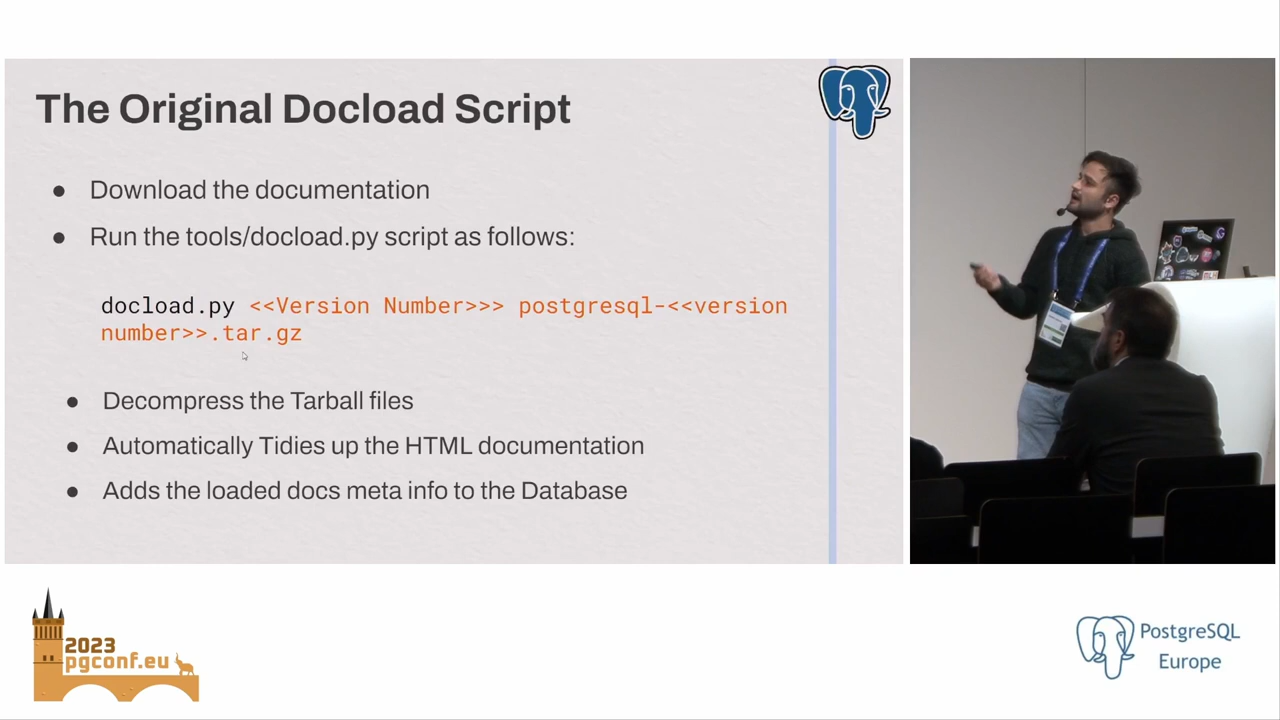 The Original Docload Script
● Download the documentation
● Run the tools/docload.py script as follows:
docload.py <<Version Number>>> postgresql-<<version
number>>.tar.gz
● Decompress the Tarball files
● Automatically Tidies up the HTML documentation
● Adds the loaded docs meta info to the Database
2023
pgconf.eu
PostgreSQL
Europe